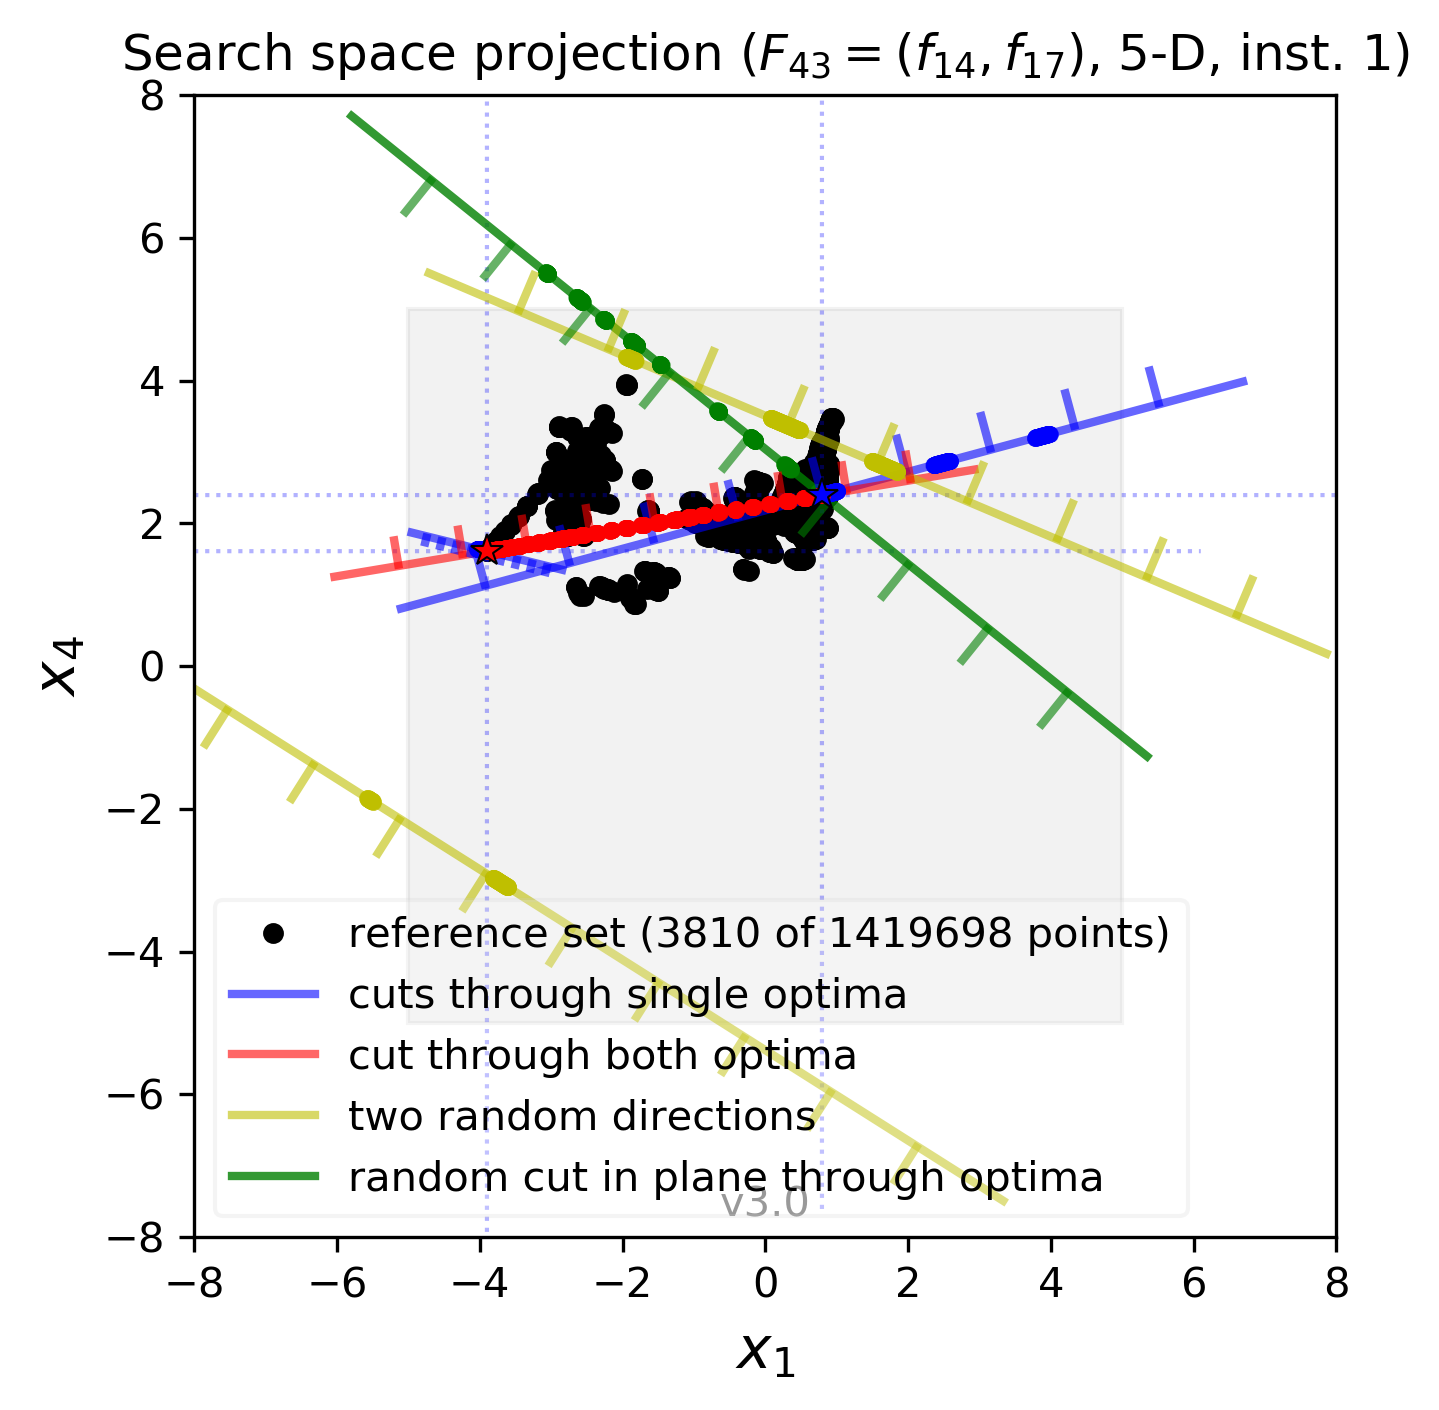 Search space projection (F43 = (f14, f17), 5-D, inst. 1)
8
6
4
2
0
−2
−4
−6
−8
x4
reference set (3810 of 1419698 points)
cuts through single optima
cut through both optima
two random directions
random cut in plane through optima
v3.0
−8 −6 −4 −2 0 2 4 6 8
x1